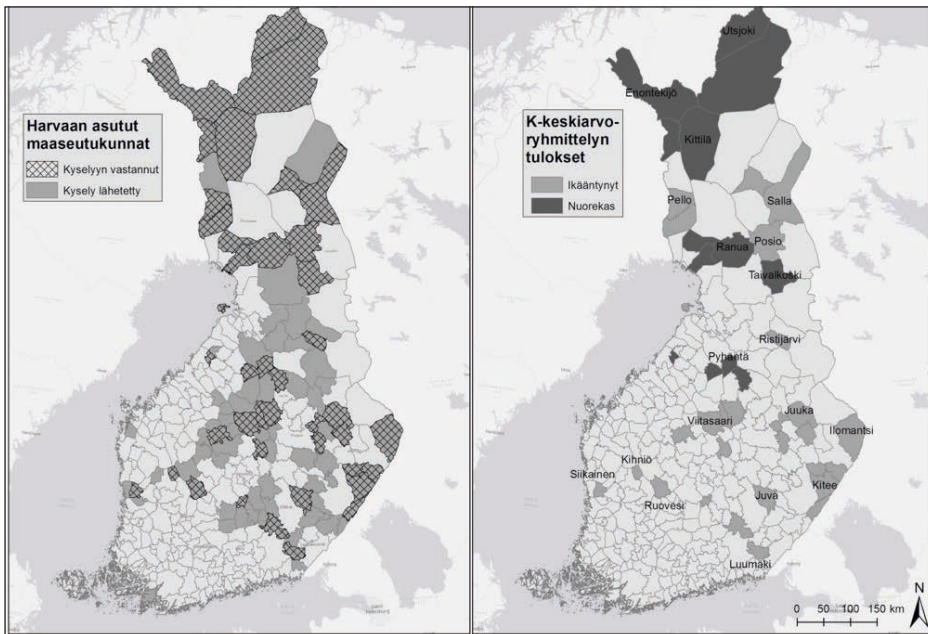 Harvaan asutut
maaseutukunnat
Kyselyyn vastannut
Kysely lähetetty
K-keskiarvo-
ryhmittelyn
tulokset
Ikääntynyt
Nuorekas
Utsjoki
Enontekijö
Kittilä
Pello
Salla
Posio
Ranua
Taivalkoski
Ristijärvi
Pyhäntä
Viitasaari
Juuka
Ilomantsi
Kihniö
Siikainen
Kitee
Juva
Ruovesi
Luumäki
N
0 50 100 150 km